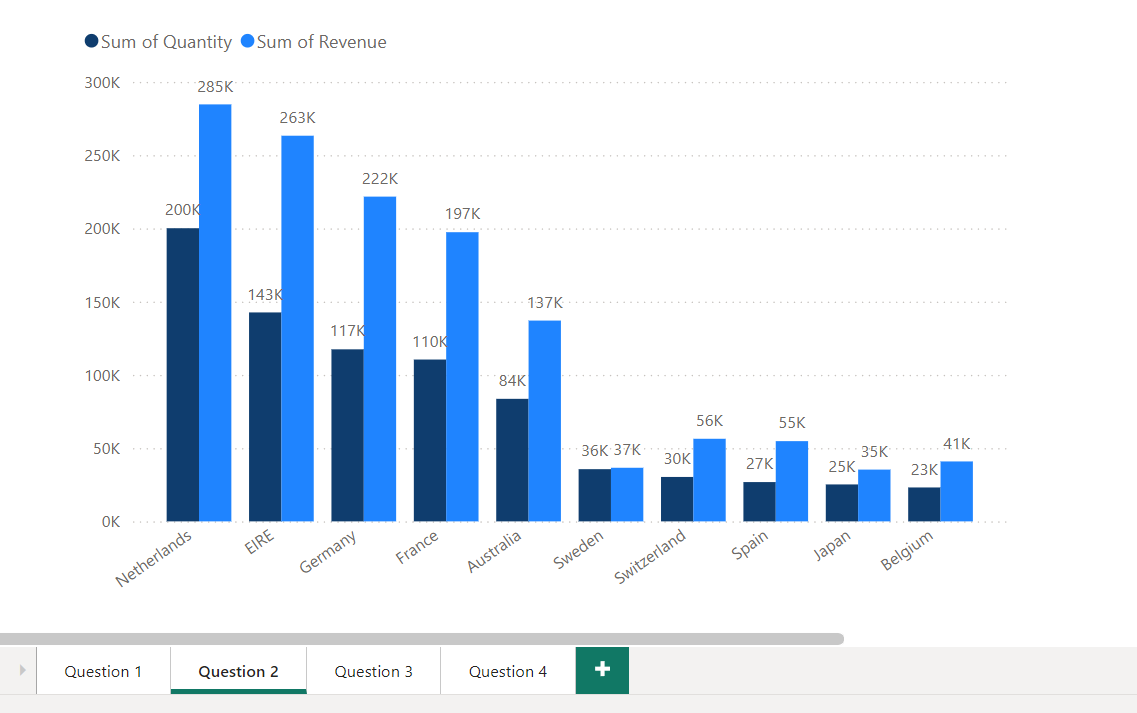 Sum of Quantity Sum of Revenue
300K
250K
200K
150K
100K
50K
0K
200K 285K
143K 263K
117K 222K
110K 197K
84K 137K
36K 37K
30K 56K
27K 55K
25K 35K
23K 41K
Netherlands
EIRE
Germany
France
Australia
Sweden
Switzerland
Spain
Japan
Belgium
Question 1 Question 2 Question 3 Question 4 +